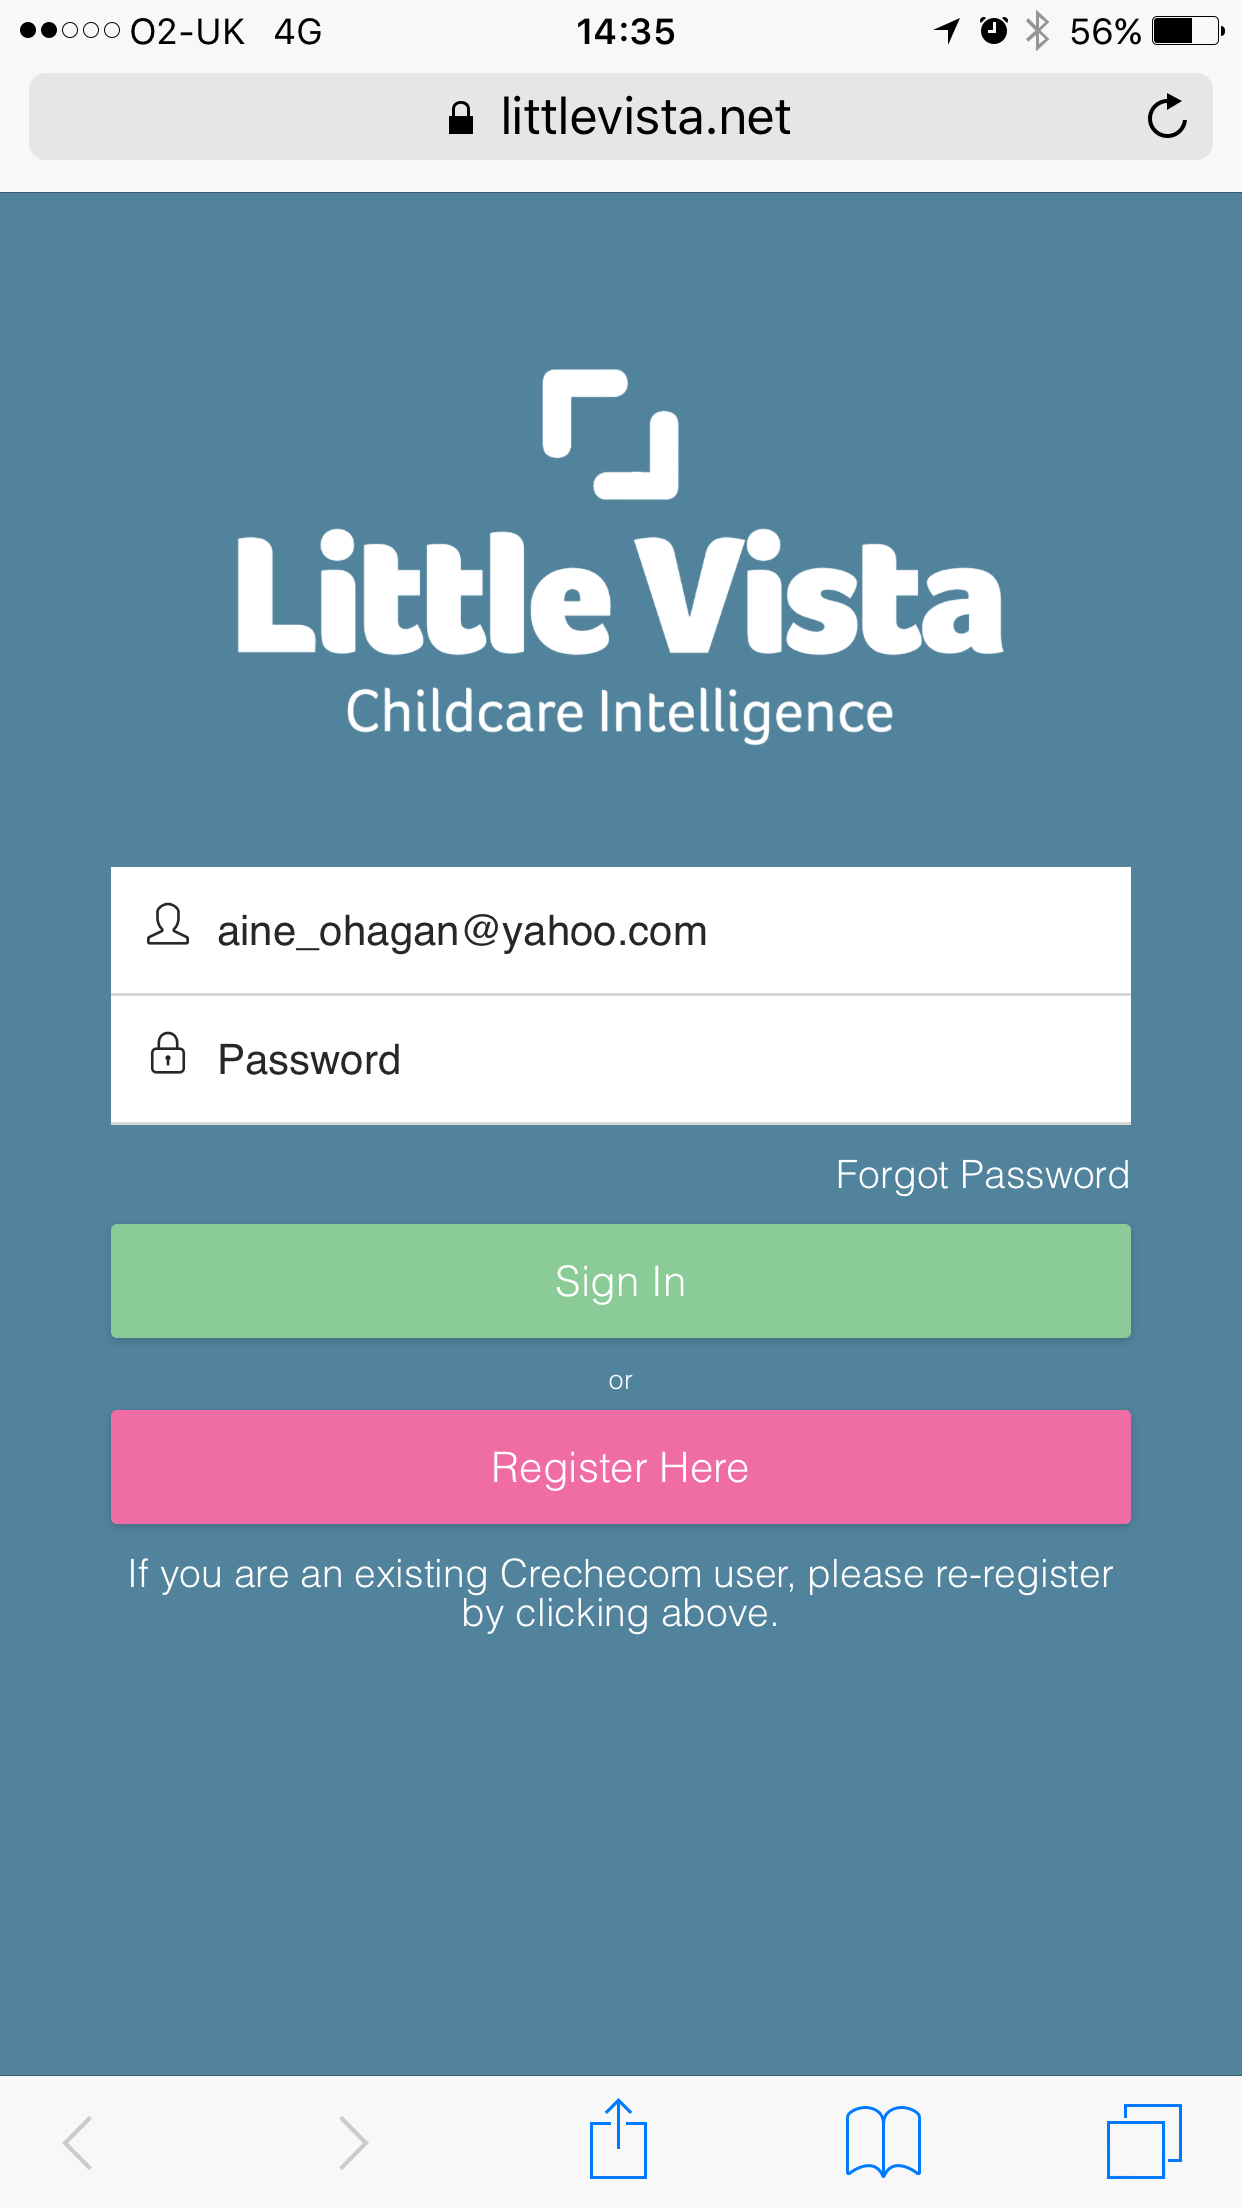 O2-UK 4G 14:35 56%
littlevista.net
Little Vista
Childcare Intelligence
aine_ohagan@yahoo.com
Password
Forgot Password
Sign In
or
Register Here
If you are an existing Crechecom user, please re-register
by clicking above.